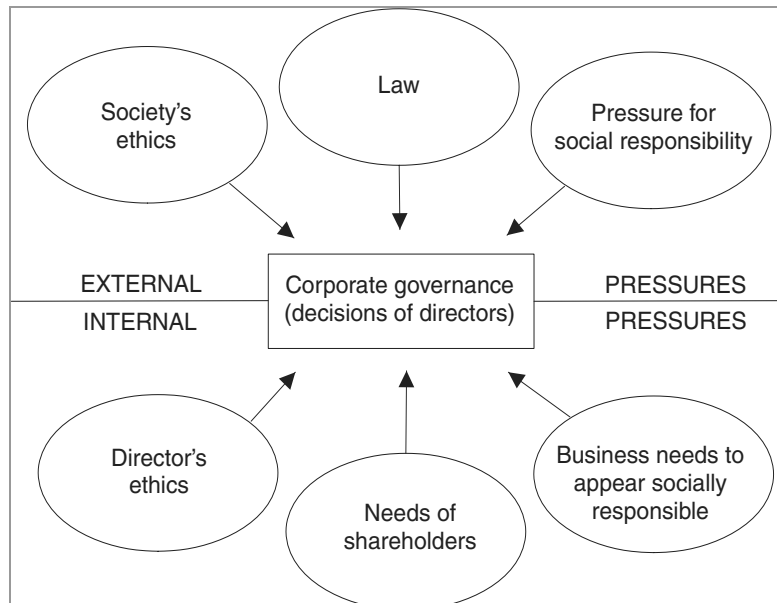 Law
Society's
ethics
Pressure for
social responsibility
Corporate governance
(decisions of directors)
EXTERNAL
PRESSURES
INTERNAL
PRESSURES
Director's
ethics
Needs of
shareholders
Business needs to
appear socially
responsible